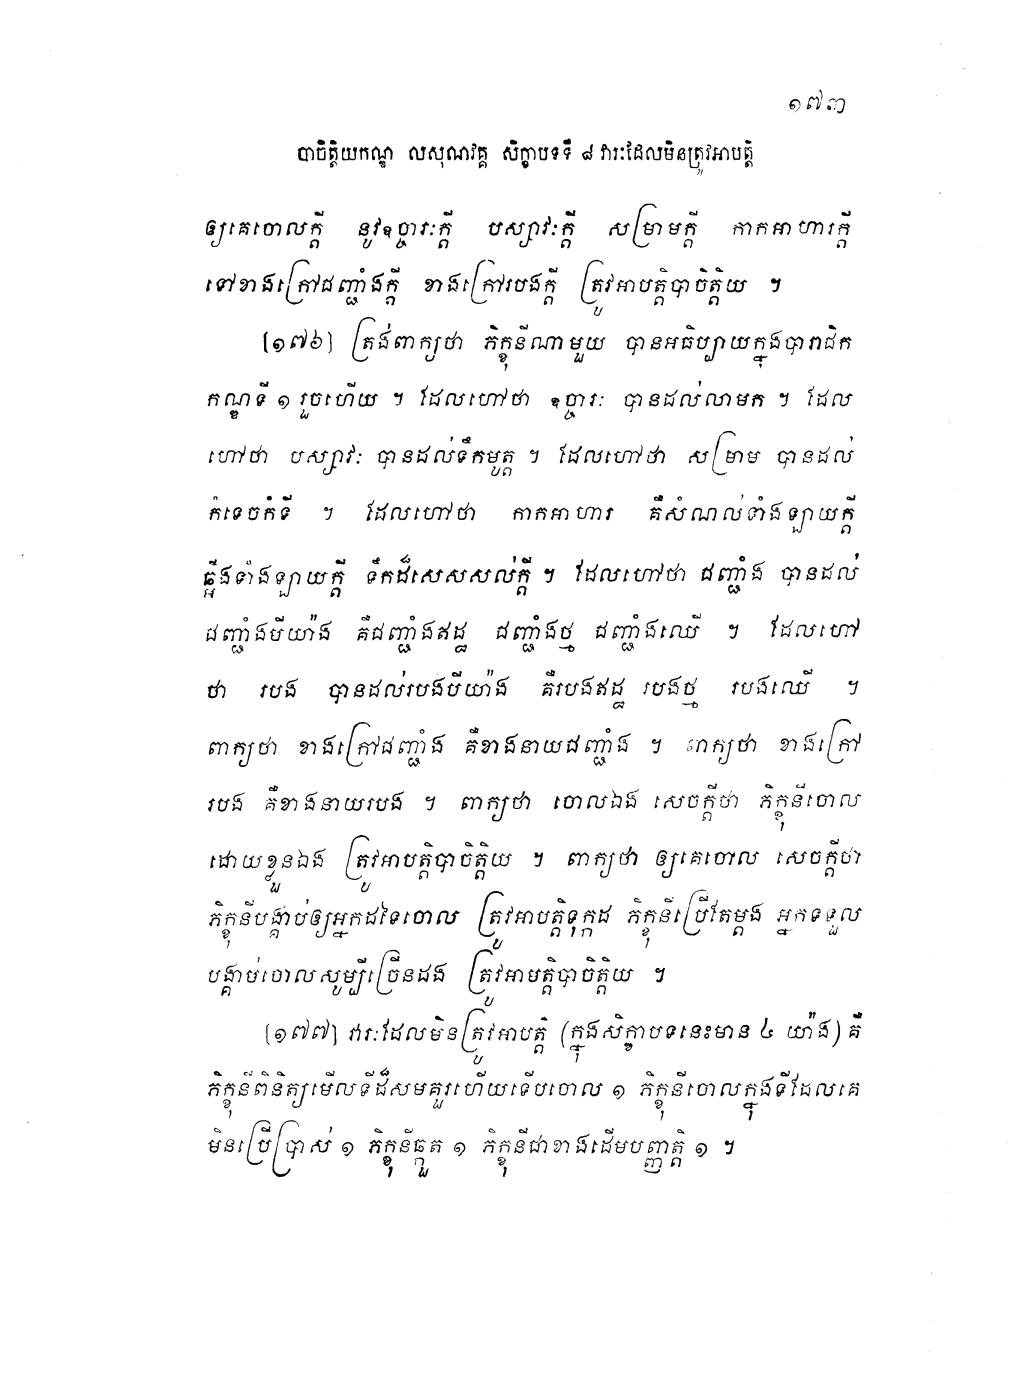 ១៧៣
បាចិត្តិយកណ្ឌ លសុណវគ្គ សិក្ខាបទទី ៨ វារៈដែលមិនត្រូវអាបត្តិ
ឲ្យគេចោលក្តី នូវឧច្ចារៈក្តី បស្សាវៈក្តី សម្រាមក្តី កាកអាហារក្តី
ទៅខាងក្រៅជញ្ជាំងក្តី ខាងក្រៅរបងក្តី ត្រូវអាបត្តិបាចិត្តិយ ។
[១៧៦] ត្រង់ពាក្យថា ភិក្ខុនីណាមួយ បានអធិប្បាយក្នុងបារាជិក
កណ្ឌទី ១ រួចហើយ ។ ដែលហៅថា ឧច្ចារៈ បានដល់លាមក ។ ដែល
ហៅថា បស្សាវៈ បានដល់ទឹកមូត្ត ។ ដែលហៅថា សម្រាម បានដល់
កំទេចកំទី ។ ដែលហៅថា កាកអាហារ គឺសំណល់ទាំងឡាយក្តី
ឆ្អឹងទាំងឡាយក្តី ទឹកដ៏សេសសល់ក្តី ។ ដែលហៅថា ជញ្ជាំង បានដល់
ជញ្ជាំងបីយ៉ាង គឺជញ្ជាំងឥដ្ឋ ជញ្ជាំងថ្ម ជញ្ជាំងឈើ ។ ដែលហៅ
ថា របង បានដល់របងបីយ៉ាង គឺរបងឥដ្ឋ របងថ្ម របងឈើ ។
ពាក្យថា ខាងក្រៅជញ្ជាំង គឺខាងនាយជញ្ជាំង ។ ពាក្យថា ខាងក្រៅ
របង គឺខាងនាយរបង ។ ពាក្យថា ចោលឯង សេចក្តីថា ភិក្ខុនីចោល
ដោយខ្លួនឯង ត្រូវអាបត្តិបាចិត្តិយ ។ ពាក្យថា ឲ្យគេចោល សេចក្តីថា
ភិក្ខុនីបង្គាប់ឲ្យអ្នកដទៃចោល ត្រូវអាបត្តិទុក្កដ ភិក្ខុនីប្រើតែម្តង អ្នកទទួល
បង្គាប់ចោលសូម្បីច្រើនដង ត្រូវអាបត្តិបាចិត្តិយ ។
[១៧៧] វារៈដែលមិនត្រូវអាបត្តិ (ក្នុងសិក្ខាបទនេះមាន ៤ យ៉ាង) គឺ
ភិក្ខុនីពិនិត្យមើលទីដ៏សមគួរហើយទើបចោល ១ ភិក្ខុនីចោលក្នុងទីដែលគេ
មិនប្រើប្រាស់ ១ ភិក្ខុនីឆ្កួត ១ ភិក្ខុនីជាខាងដើមបញ្ញត្តិ ១ ។